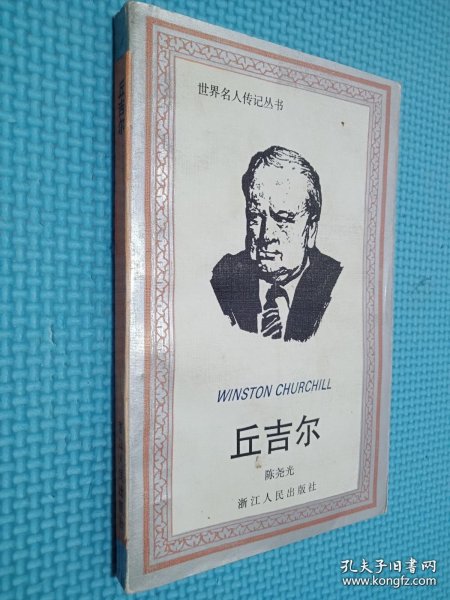 丘吉尔
世界名人传记丛书
WINSTON CHURCHILL
丘吉尔
陈尧光
浙江人民出版社
孔夫子旧书网
www.kongfz.com